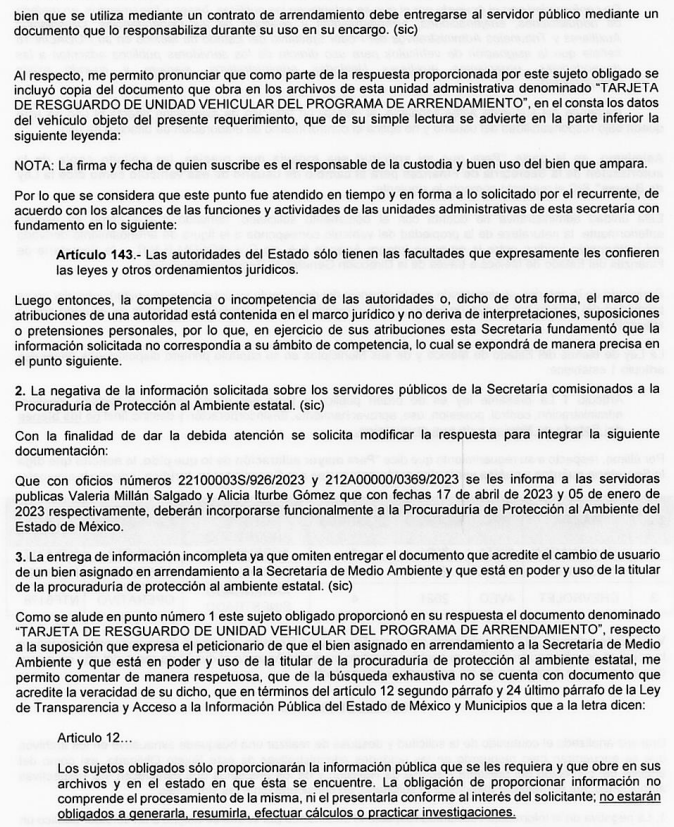 bien que se utiliza mediante un contrato de arrendamiento debe entregarse al servidor público mediante un
documento que lo responsabiliza durante su uso en su encargo. (sic)
Al respecto, me permito pronunciar que como parte de la respuesta proporcionada por este sujeto obligado se
incluyó copia del documento que obra en los archivos de esta unidad administrativa denominado “TARJETA
DE RESGUARDO DE UNIDAD VEHICULAR DEL PROGRAMA DE ARRENDAMIENTO”, en el consta los datos
del vehículo objeto del presente requerimiento, que de su simple lectura se advierte en la parte inferior la
siguiente leyenda:
NOTA: La firma y fecha de quien suscribe es el responsable de la custodia y buen uso del bien que ampara.
Por lo que se considera que este punto fue atendido en tiempo y en forma a lo solicitado por el recurrente, de
acuerdo con los alcances de las funciones y actividades de las unidades administrativas de esta secretaría con
fundamento en lo siguiente:
Artículo 143.- Las autoridades del Estado sólo tienen las facultades que expresamente les confieren
las leyes y otros ordenamientos jurídicos.
Luego entonces, la competencia o incompetencia de las autoridades o, dicho de otra forma, el marco de
atribuciones de una autoridad está contenida en el marco jurídico y no deriva de interpretaciones, suposiciones
o pretensiones personales, por lo que, en ejercicio de sus atribuciones esta Secretaría fundamentó que la
información solicitada no correspondía a su ámbito de competencia, lo cual se expondrá de manera precisa en
el punto siguiente.
2. La negativa de la información solicitada sobre los servidores públicos de la Secretaría comisionados a la
Procuraduría de Protección al Ambiente estatal. (sic)
Con la finalidad de dar la debida atención se solicita modificar la respuesta para integrar la siguiente
documentación:
Que con oficios números 22100003S/926/2023 y 212A00000/0369/2023 se les informa a las servidoras
publicas Valeria Millán Salgado y Alicia Iturbe Gómez que con fechas 17 de abril de 2023 y 05 de enero de
2023 respectivamente, deberán incorporarse funcionalmente a la Procuraduría de Protección al Ambiente del
Estado de México.
3. La entrega de información incompleta ya que omiten entregar el documento que acredite el cambio de usuario
de un bien asignado en arrendamiento a la Secretaría de Medio Ambiente y que está en poder y uso de la titular
de la procuraduría de protección al ambiente estatal. (sic)
Como se alude en punto número 1 este sujeto obligado proporcionó en su respuesta el documento denominado
“TARJETA DE RESGUARDO DE UNIDAD VEHICULAR DEL PROGRAMA DE ARRENDAMIENTO”, respecto
a la suposición que expresa el peticionario de que el bien asignado en arrendamiento a la Secretaría de Medio
Ambiente y que está en poder y uso de la titular de la procuraduría de protección al ambiente estatal, me
permito comentar de manera respetuosa, que de la búsqueda exhaustiva no se cuenta con documento que
acredite la veracidad de su dicho, que en términos del artículo 12 segundo párrafo y 24 último párrafo de la Ley
de Transparencia y Acceso a la Información Pública del Estado de México y Municipios que a la letra dicen:
Artículo 12…
Los sujetos obligados sólo proporcionarán la información pública que se les requiera y que obre en sus
archivos y en el estado en que ésta se encuentre. La obligación de proporcionar información no
comprende el procesamiento de la misma, ni el presentarla conforme al interés del solicitante; no estarán
obligados a generarla, resumirla, efectuar cálculos o practicar investigaciones.